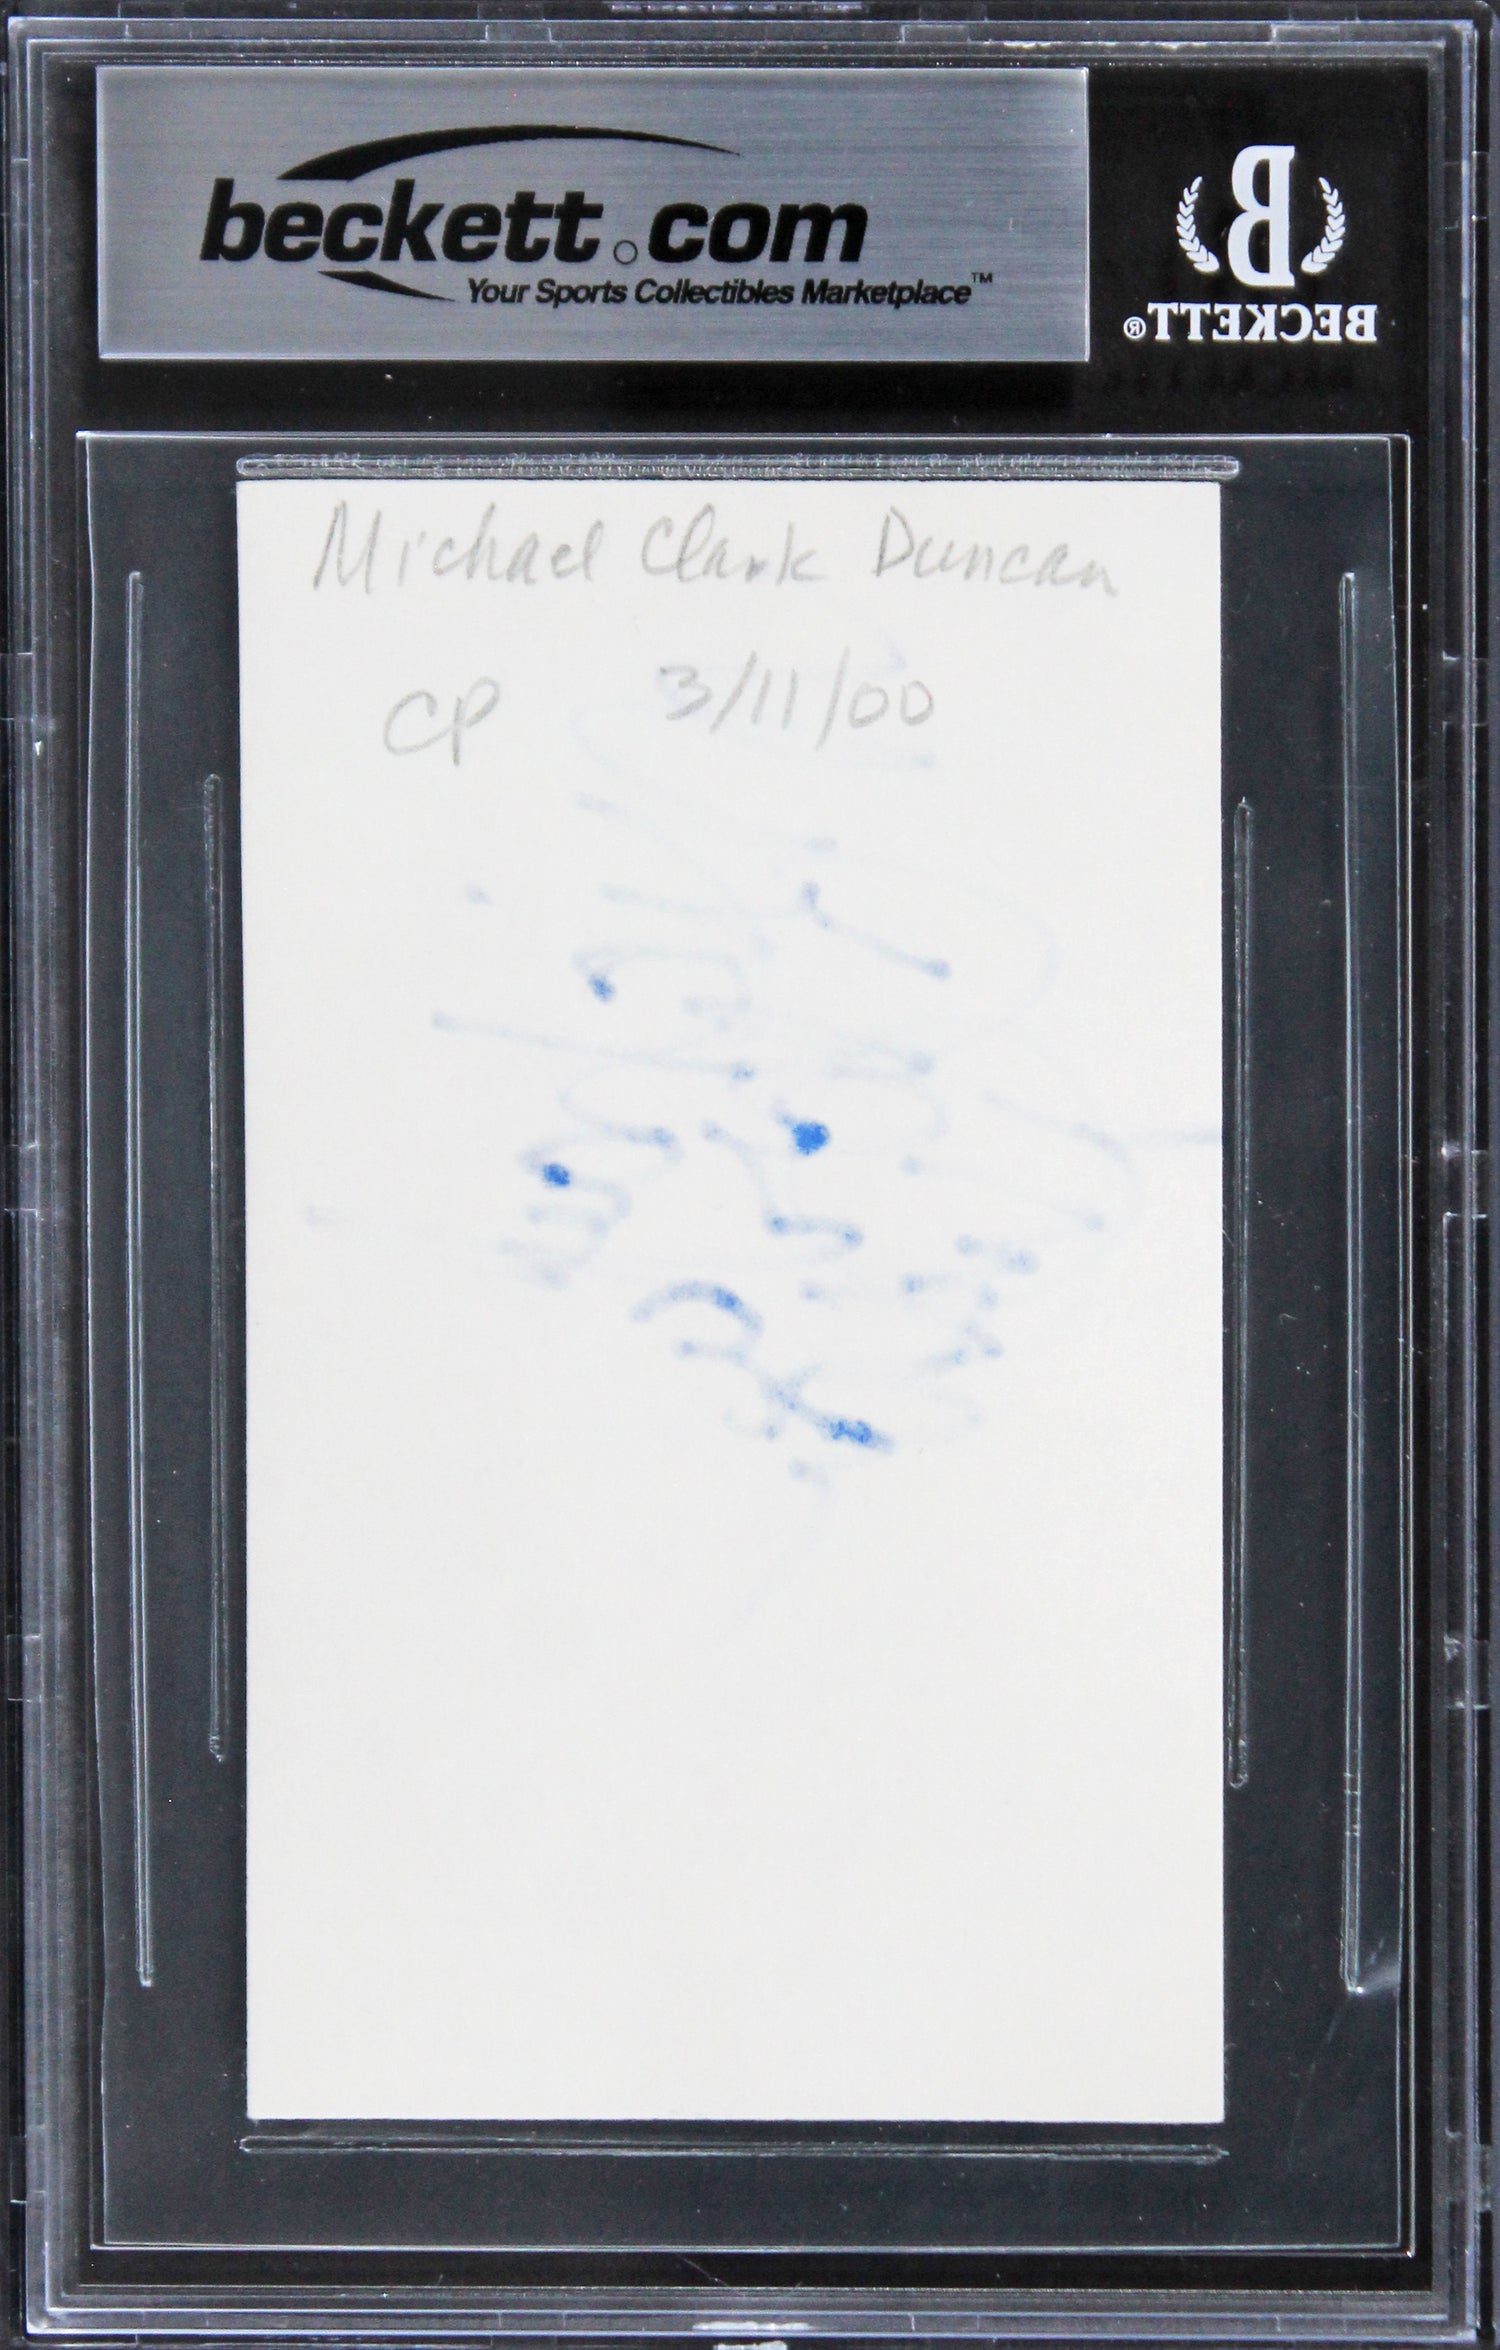 beckett.com
Your Sports Collectibles Marketplace™
B
BECKETT®
Michael Clark Duncan
CP 3/11/00